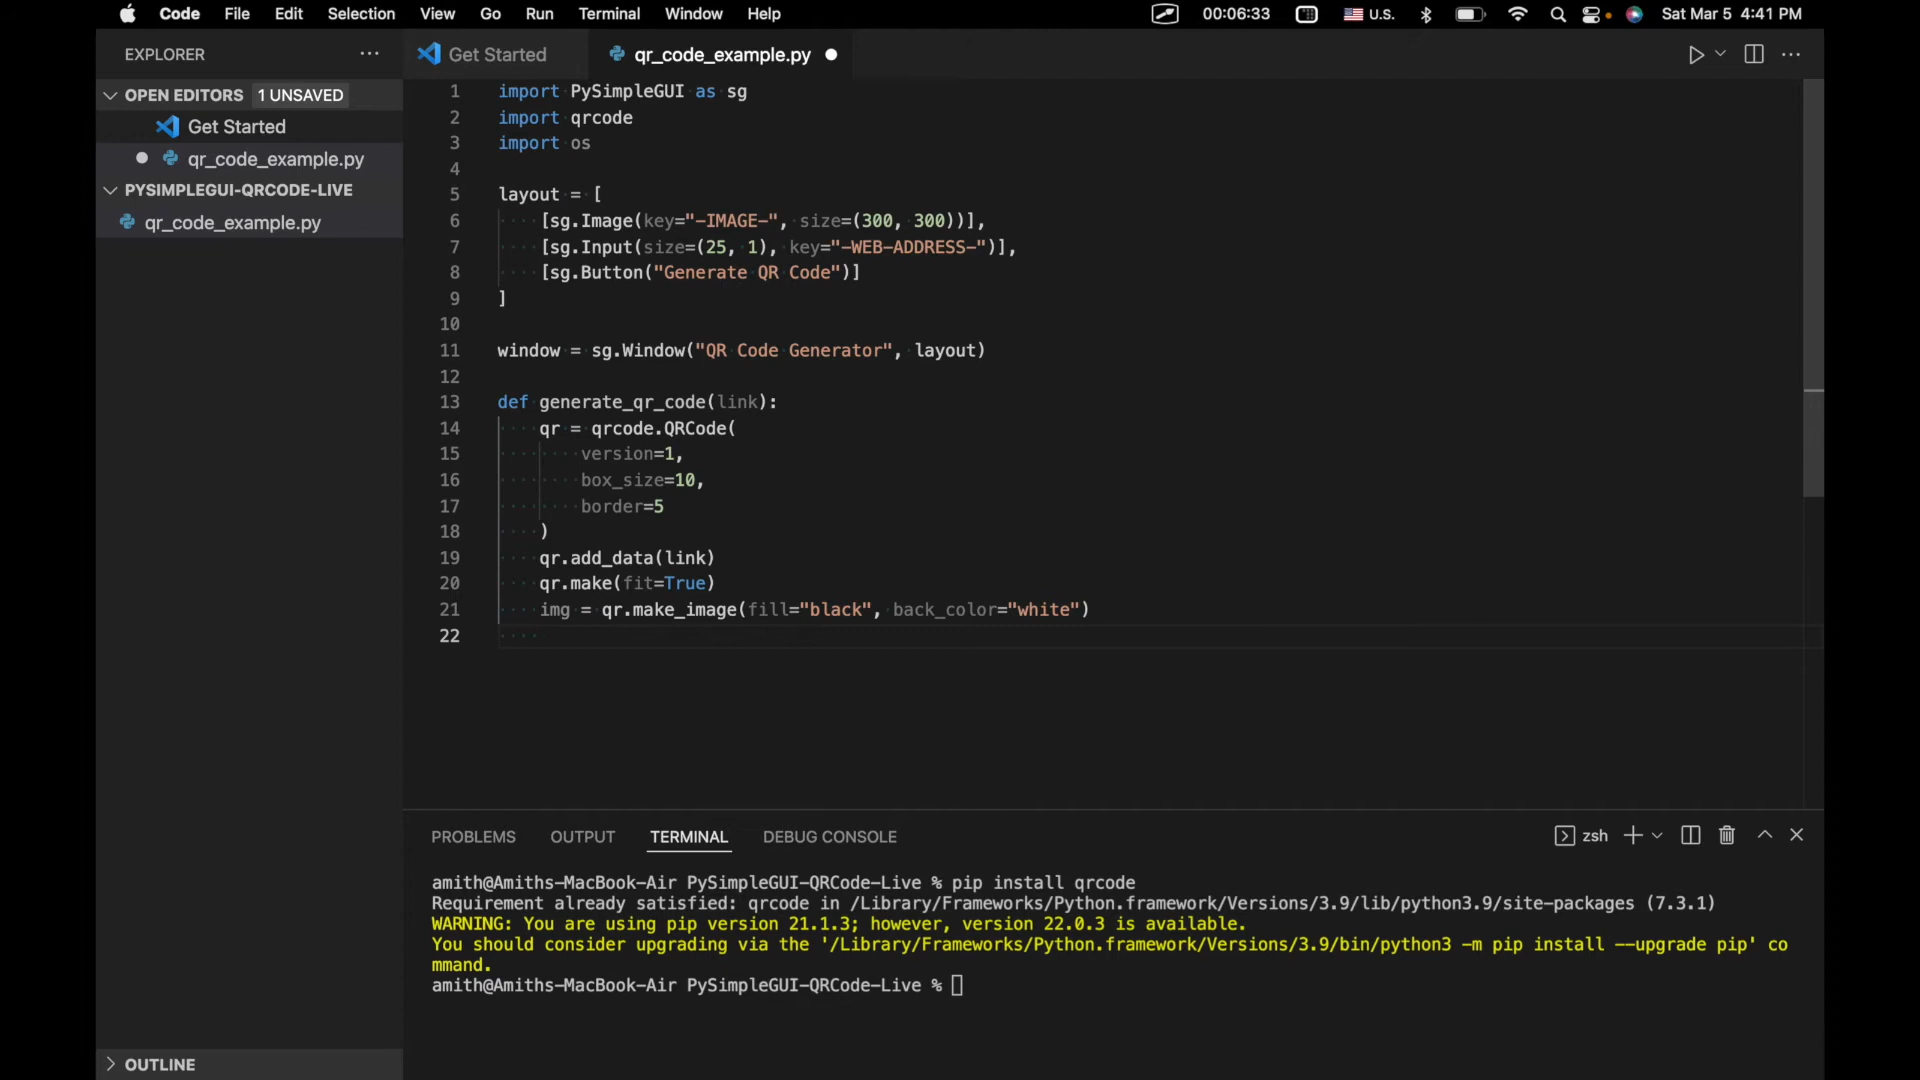 Code File Edit Selection View Go Run Terminal Window Help 00:06:33 U.S. Sat Mar 5 4:41 PM
EXPLORER ···
Get Started qr_code_example.py ● ···
OPEN EDITORS 1 UNSAVED
Get Started
● qr_code_example.py
PYSIMPLEGUI-QRCODE-LIVE
qr_code_example.py
1 import PySimpleGUI as sg
2 import qrcode
3 import os
4
5 layout = [
6     [sg.Image(key="-IMAGE-", size=(300, 300))],
7     [sg.Input(size=(25, 1), key="-WEB-ADDRESS-")],
8     [sg.Button("Generate QR Code")]
9 ]
10
11 window = sg.Window("QR Code Generator", layout)
12
13 def generate_qr_code(link):
14     qr = qrcode.QRCode(
15         version=1,
16         box_size=10,
17         border=5
18     )
19     qr.add_data(link)
20     qr.make(fit=True)
21     img = qr.make_image(fill="black", back_color="white")
22
PROBLEMS OUTPUT TERMINAL DEBUG CONSOLE zsh
amith@Amiths-MacBook-Air PySimpleGUI-QRCode-Live % pip install qrcode
Requirement already satisfied: qrcode in /Library/Frameworks/Python.framework/Versions/3.9/lib/python3.9/site-packages (7.3.1)
WARNING: You are using pip version 21.1.3; however, version 22.0.3 is available.
You should consider upgrading via the '/Library/Frameworks/Python.framework/Versions/3.9/bin/python3 -m pip install --upgrade pip' co
mmand.
amith@Amiths-MacBook-Air PySimpleGUI-QRCode-Live %
OUTLINE